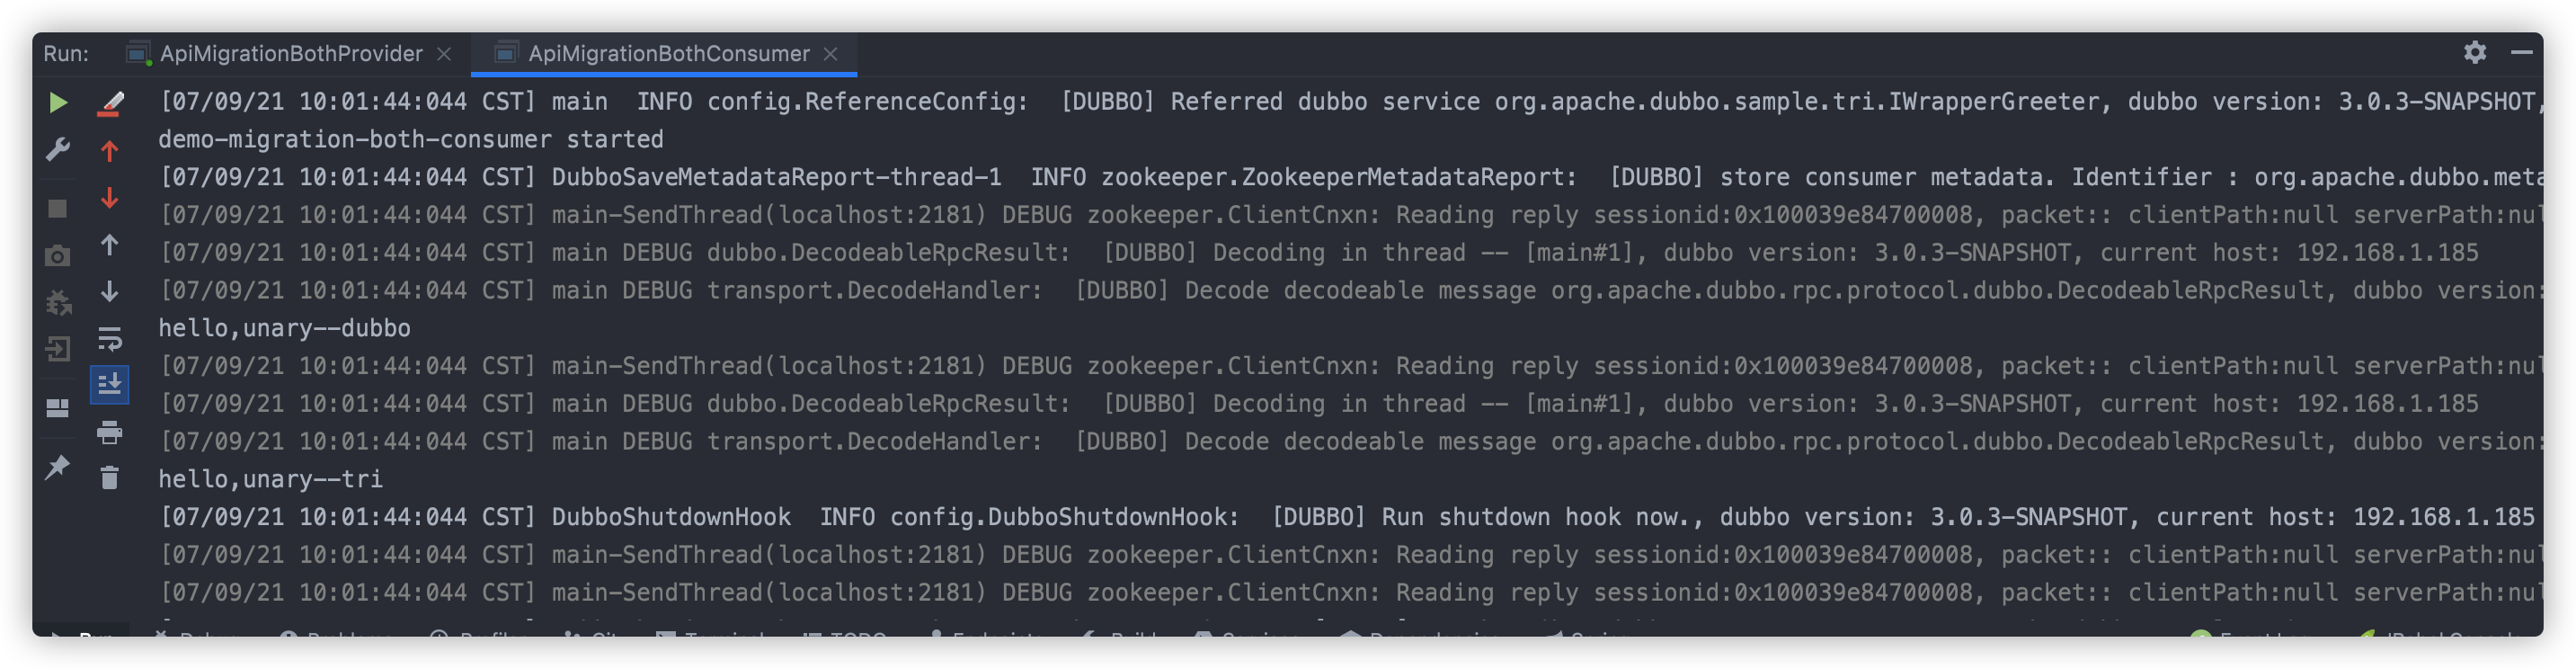 Run: ApiMigrationBothProvider ApiMigrationBothConsumer
[07/09/21 10:01:44:044 CST] main  INFO config.ReferenceConfig:  [DUBBO] Referred dubbo service org.apache.dubbo.sample.tri.IWrapperGreeter, dubbo version: 3.0.3-SNAPSHOT,
demo-migration-both-consumer started
[07/09/21 10:01:44:044 CST] DubboSaveMetadataReport-thread-1  INFO zookeeper.ZookeeperMetadataReport:  [DUBBO] store consumer metadata. Identifier : org.apache.dubbo.meta
[07/09/21 10:01:44:044 CST] main-SendThread(localhost:2181) DEBUG zookeeper.ClientCnxn: Reading reply sessionid:0x100039e84700008, packet:: clientPath:null serverPath:nul
[07/09/21 10:01:44:044 CST] main DEBUG dubbo.DecodeableRpcResult:  [DUBBO] Decoding in thread -- [main#1], dubbo version: 3.0.3-SNAPSHOT, current host: 192.168.1.185
[07/09/21 10:01:44:044 CST] main DEBUG transport.DecodeHandler:  [DUBBO] Decode decodeable message org.apache.dubbo.rpc.protocol.dubbo.DecodeableRpcResult, dubbo version:
hello,unary--dubbo
[07/09/21 10:01:44:044 CST] main-SendThread(localhost:2181) DEBUG zookeeper.ClientCnxn: Reading reply sessionid:0x100039e84700008, packet:: clientPath:null serverPath:nul
[07/09/21 10:01:44:044 CST] main DEBUG dubbo.DecodeableRpcResult:  [DUBBO] Decoding in thread -- [main#1], dubbo version: 3.0.3-SNAPSHOT, current host: 192.168.1.185
[07/09/21 10:01:44:044 CST] main DEBUG transport.DecodeHandler:  [DUBBO] Decode decodeable message org.apache.dubbo.rpc.protocol.dubbo.DecodeableRpcResult, dubbo version:
hello,unary--tri
[07/09/21 10:01:44:044 CST] DubboShutdownHook  INFO config.DubboShutdownHook:  [DUBBO] Run shutdown hook now., dubbo version: 3.0.3-SNAPSHOT, current host: 192.168.1.185
[07/09/21 10:01:44:044 CST] main-SendThread(localhost:2181) DEBUG zookeeper.ClientCnxn: Reading reply sessionid:0x100039e84700008, packet:: clientPath:null serverPath:nul
[07/09/21 10:01:44:044 CST] main-SendThread(localhost:2181) DEBUG zookeeper.ClientCnxn: Reading reply sessionid:0x100039e84700008, packet:: clientPath:null serverPath:nul